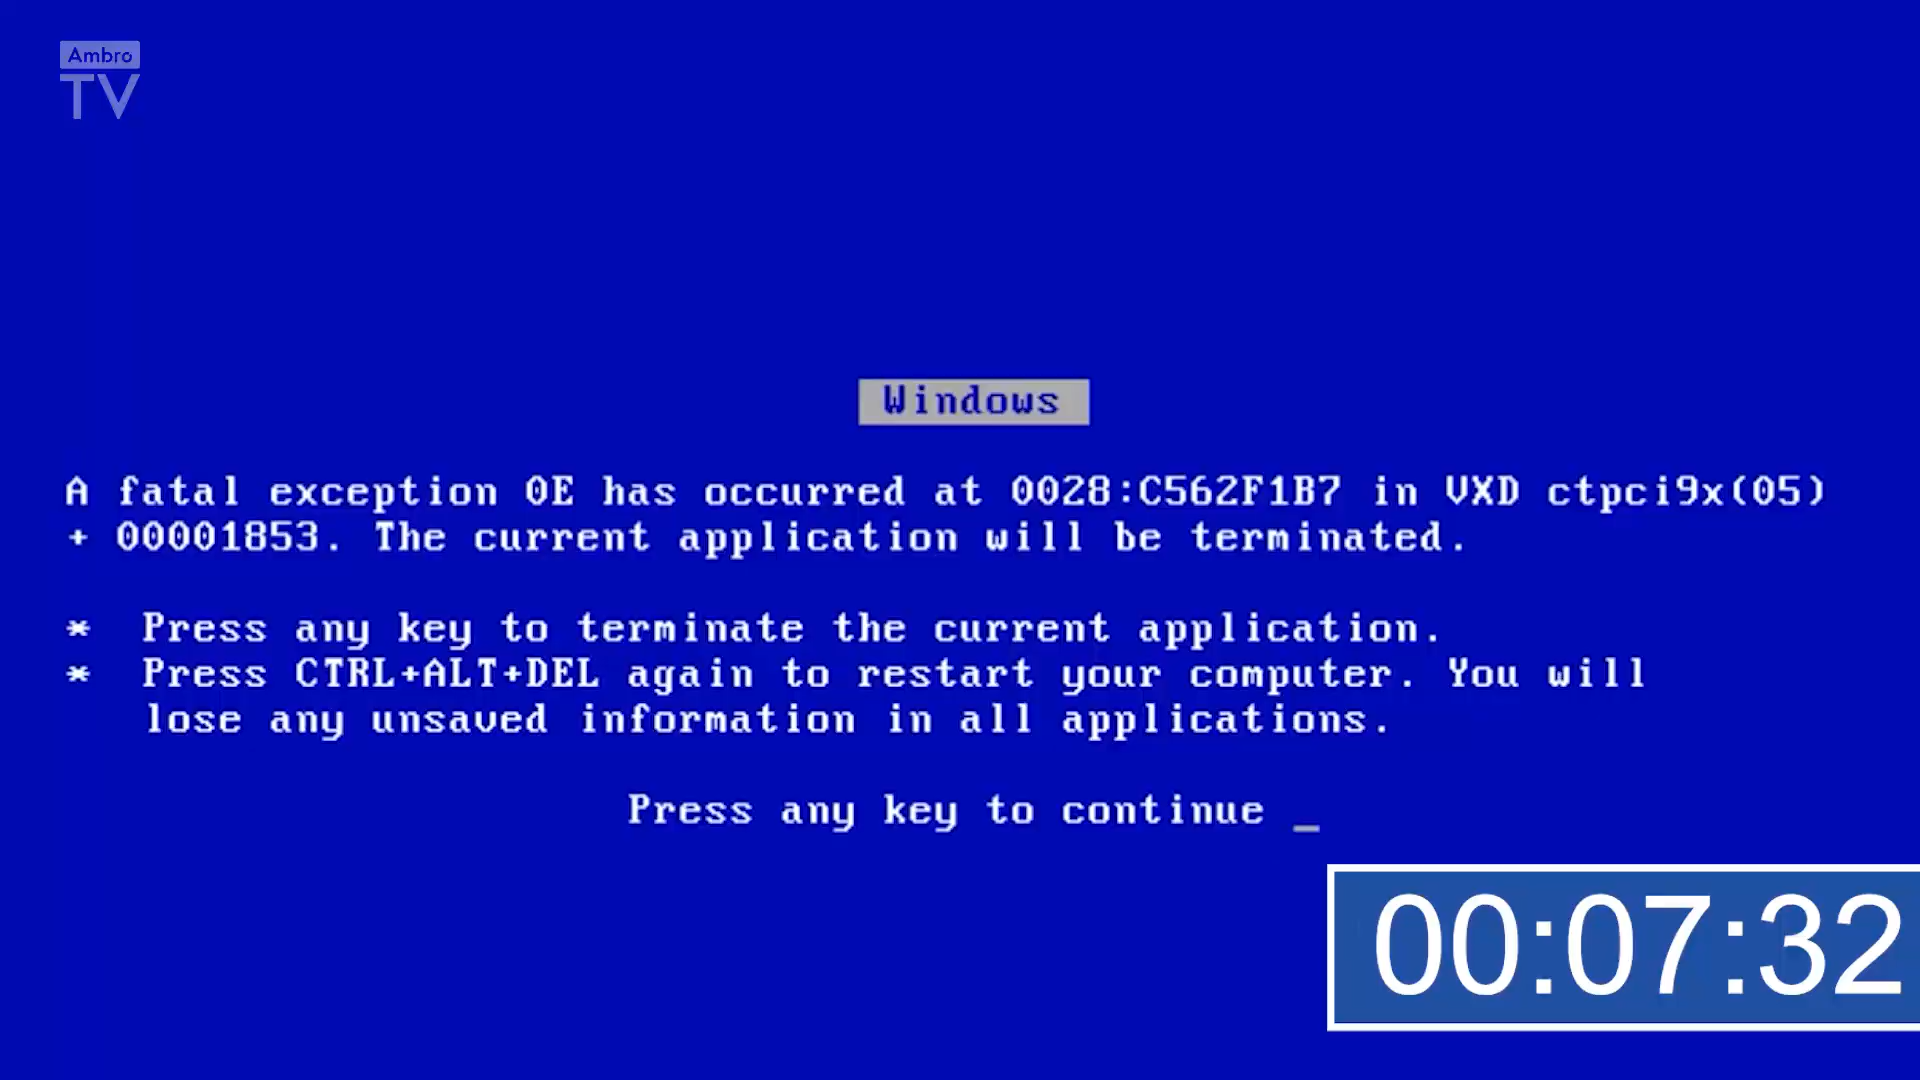 Ambro
TV
Windows
A fatal exception 0E has occurred at 0028:C562F1B7 in VXD ctpci9x(05)
+ 00001853. The current application will be terminated.
* Press any key to terminate the current application.
* Press CTRL+ALT+DEL again to restart your computer. You will
lose any unsaved information in all applications.
Press any key to continue _
00:07:32